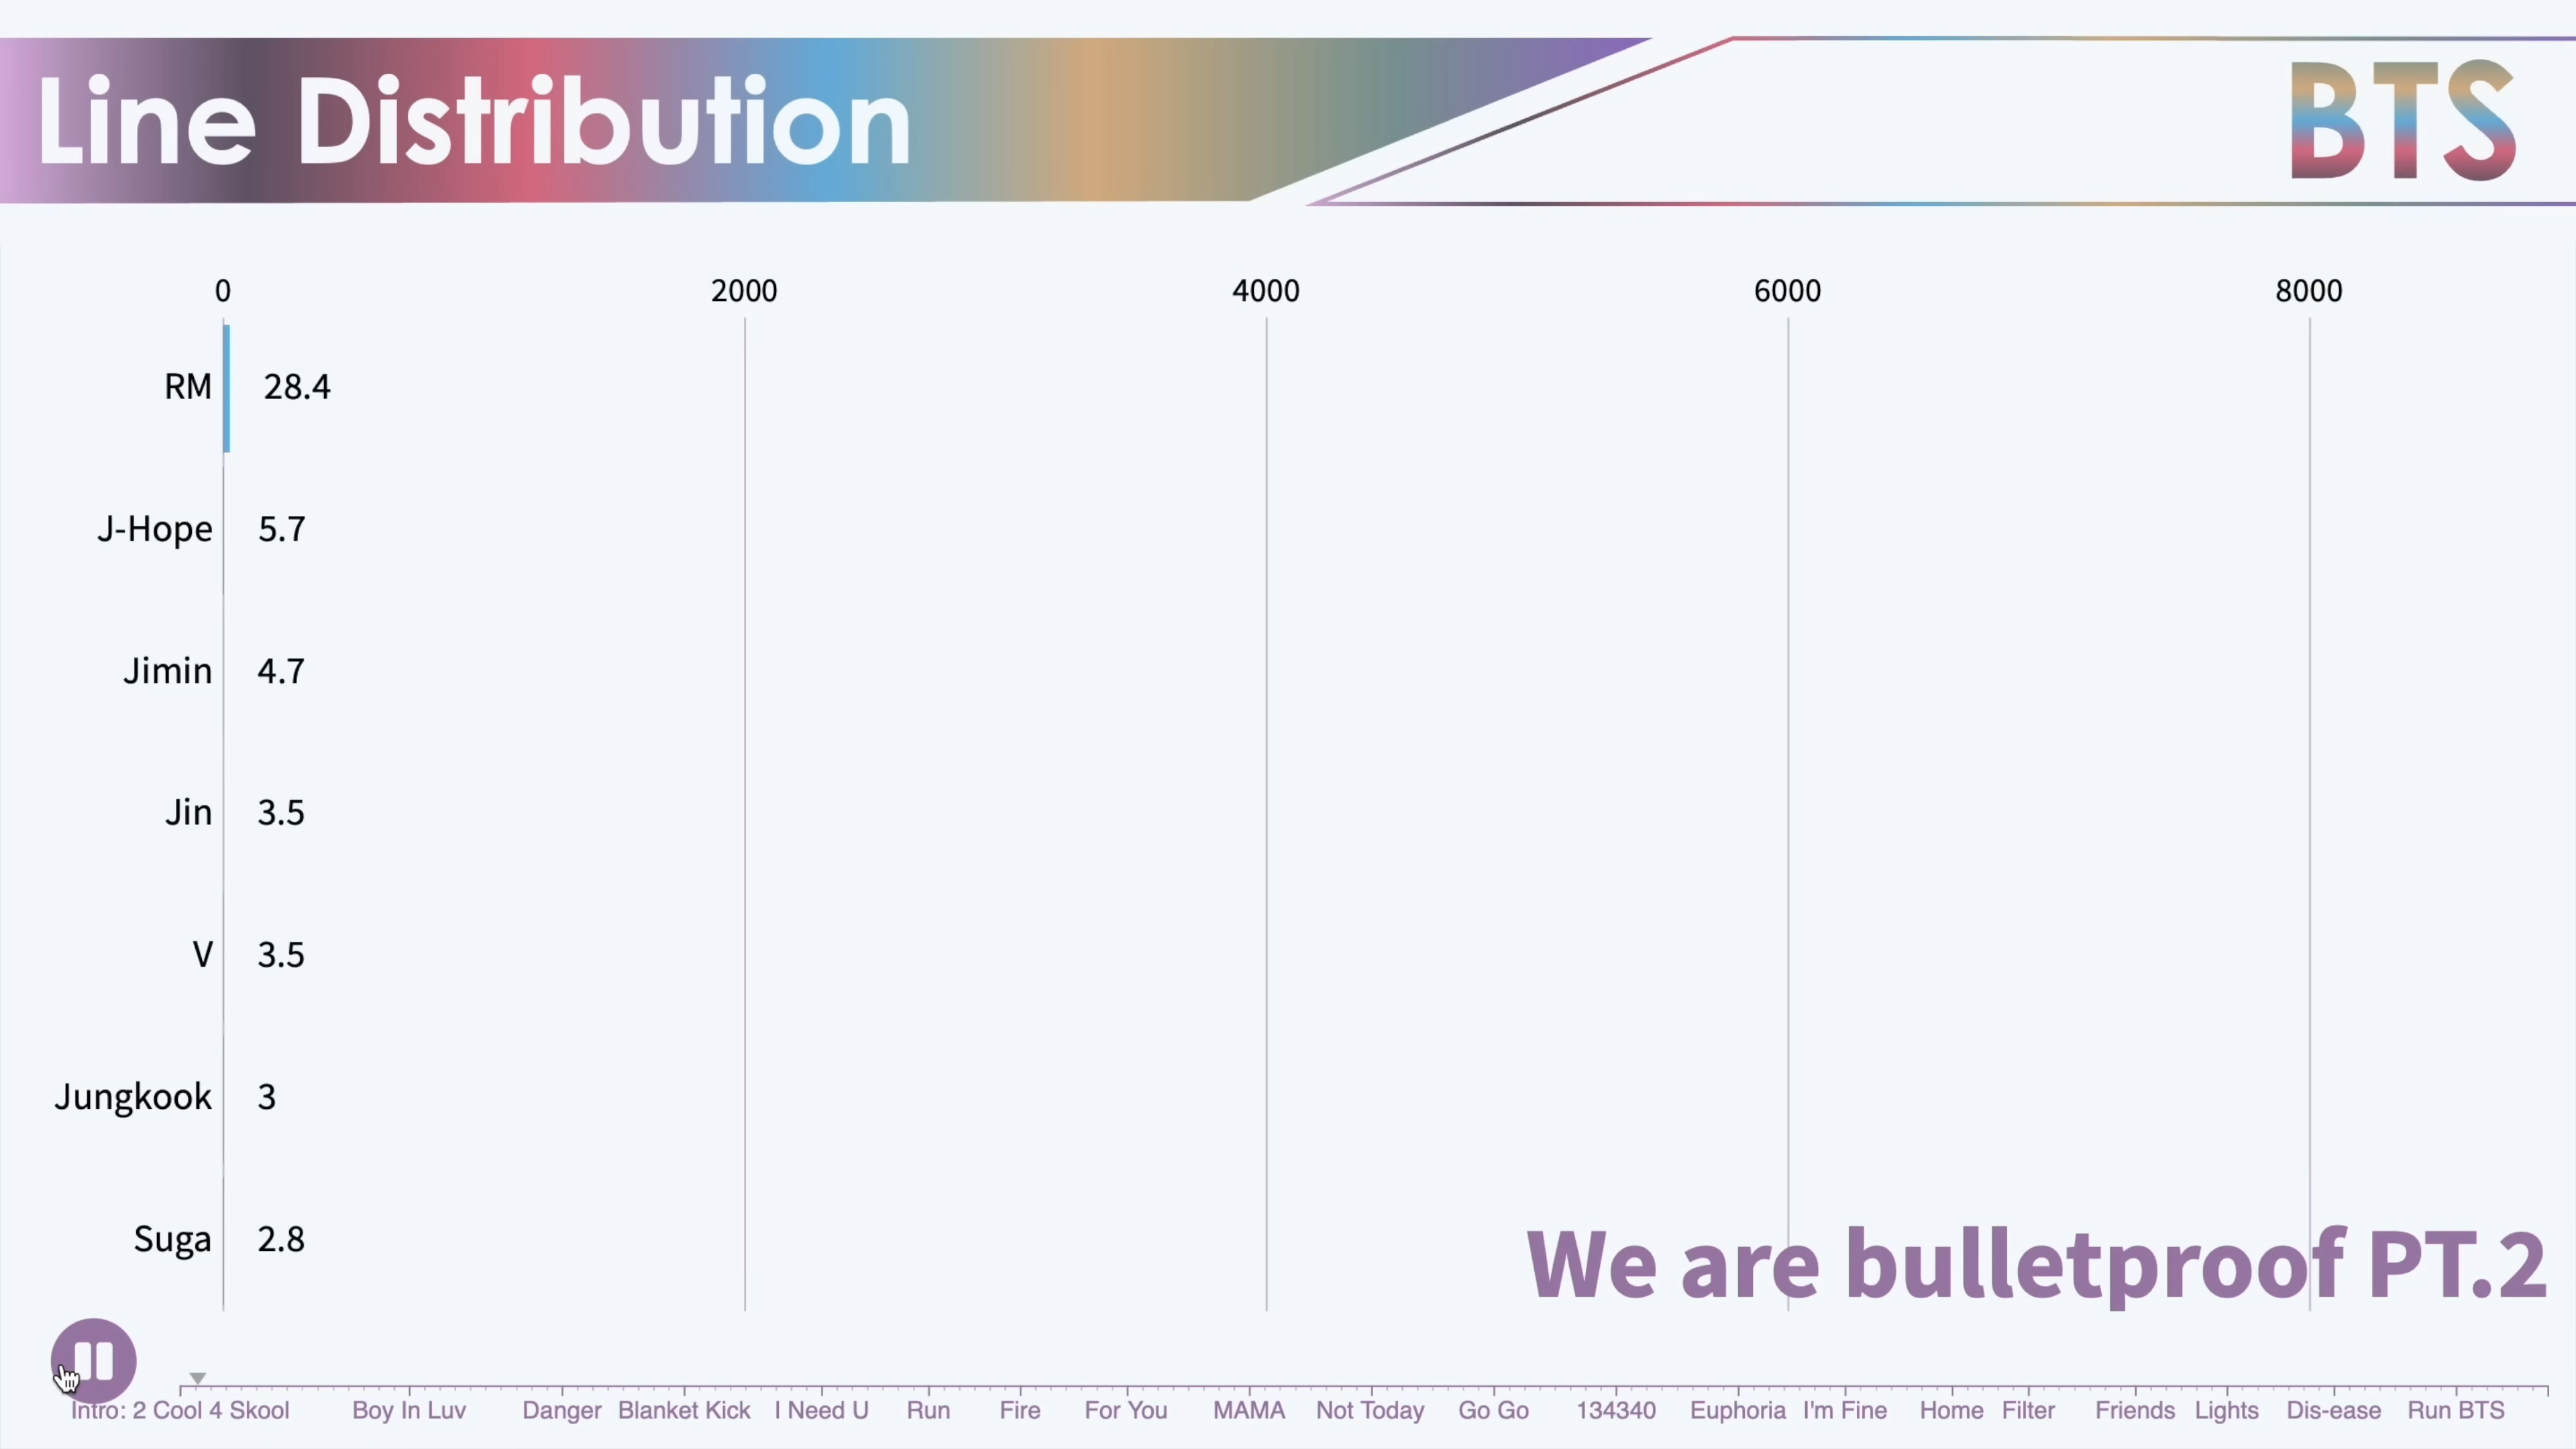 Line Distribution
BTS
0 2000 4000 6000 8000
RM 28.4
J-Hope 5.7
Jimin 4.7
Jin 3.5
V 3.5
Jungkook 3
Suga 2.8
We are bulletproof PT.2
Intro: 2 Cool 4 Skool Boy In Luv Danger Blanket Kick I Need U Run Fire For You MAMA Not Today Go Go 134340 Euphoria I'm Fine Home Filter Friends Lights Dis-ease Run BTS